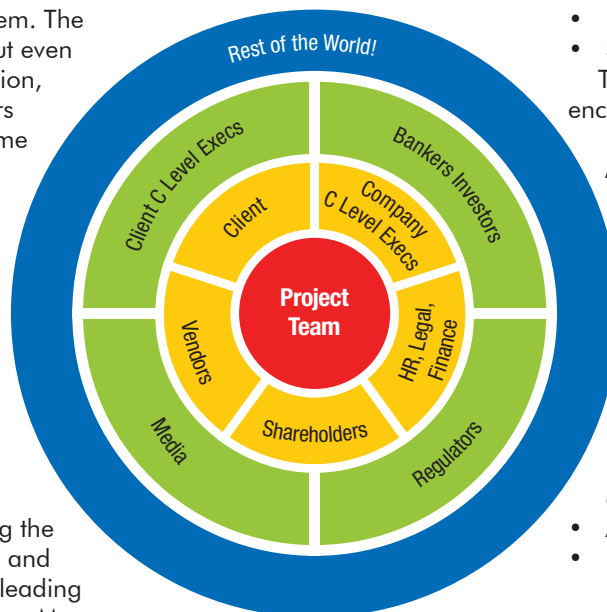 em. The
ut even
ion,
rs
me
Rest of the World!
Client C Level Execs
Bankers Investors
Client
Company
C Level Execs
Project
Team
Vendors
HR, Legal,
Finance
Shareholders
Media
Regulators
•
•
T
enc
g the
and
leading
•
•